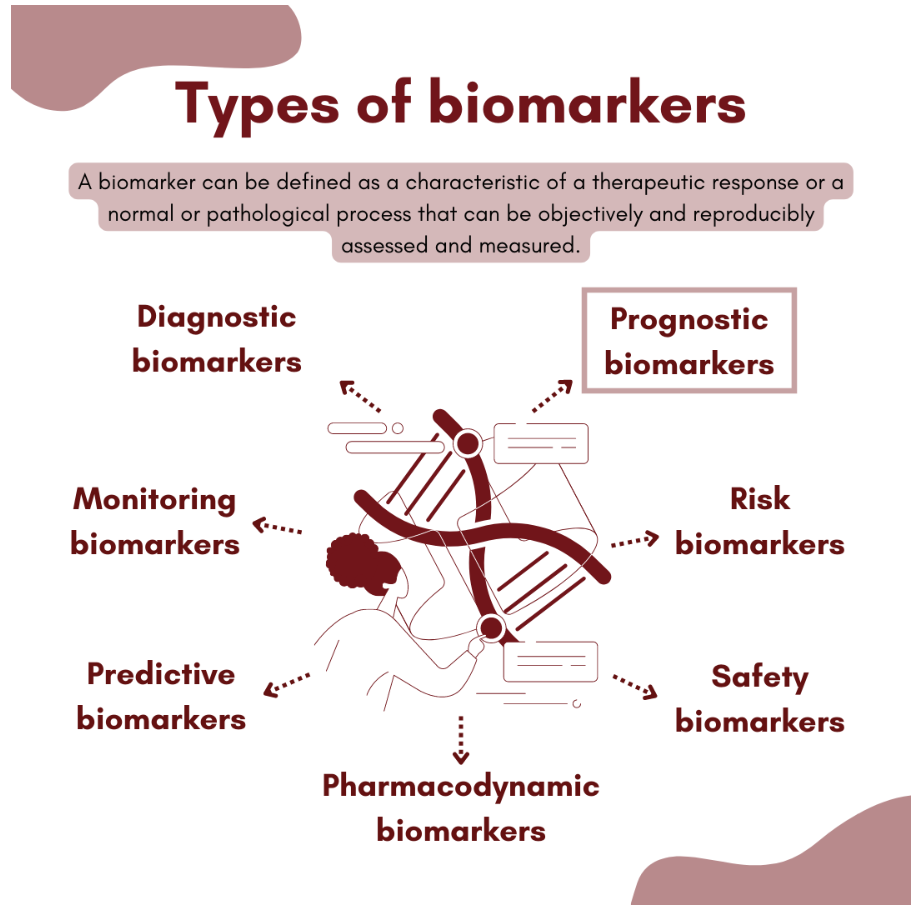 Types of biomarkers
A biomarker can be defined as a characteristic of a therapeutic response or a
normal or pathological process that can be objectively and reproducibly
assessed and measured.
Diagnostic
biomarkers
Prognostic
biomarkers
Monitoring
biomarkers
Risk
biomarkers
Predictive
biomarkers
Safety
biomarkers
Pharmacodynamic
biomarkers